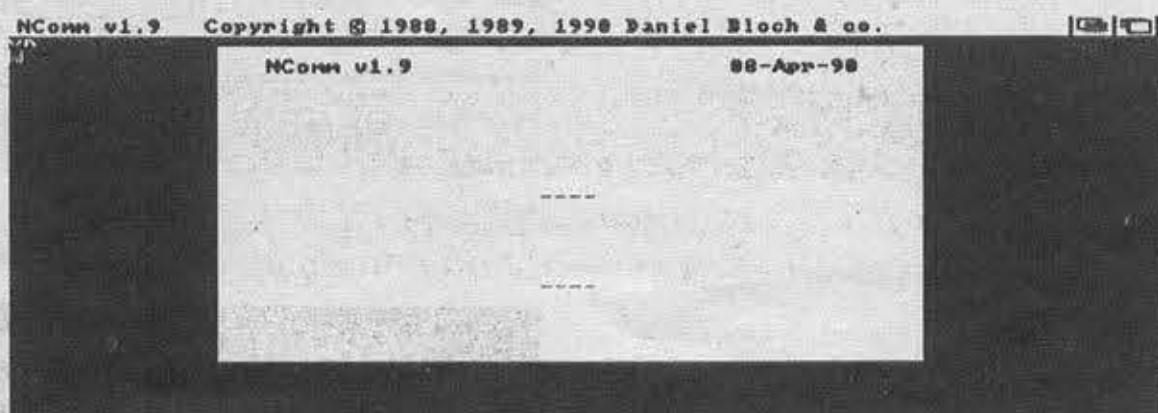 NComm v1.9 Copyright © 1988, 1989, 1990 Daniel Bloch & co.
NComm v1.9 08-Apr-90
----
----